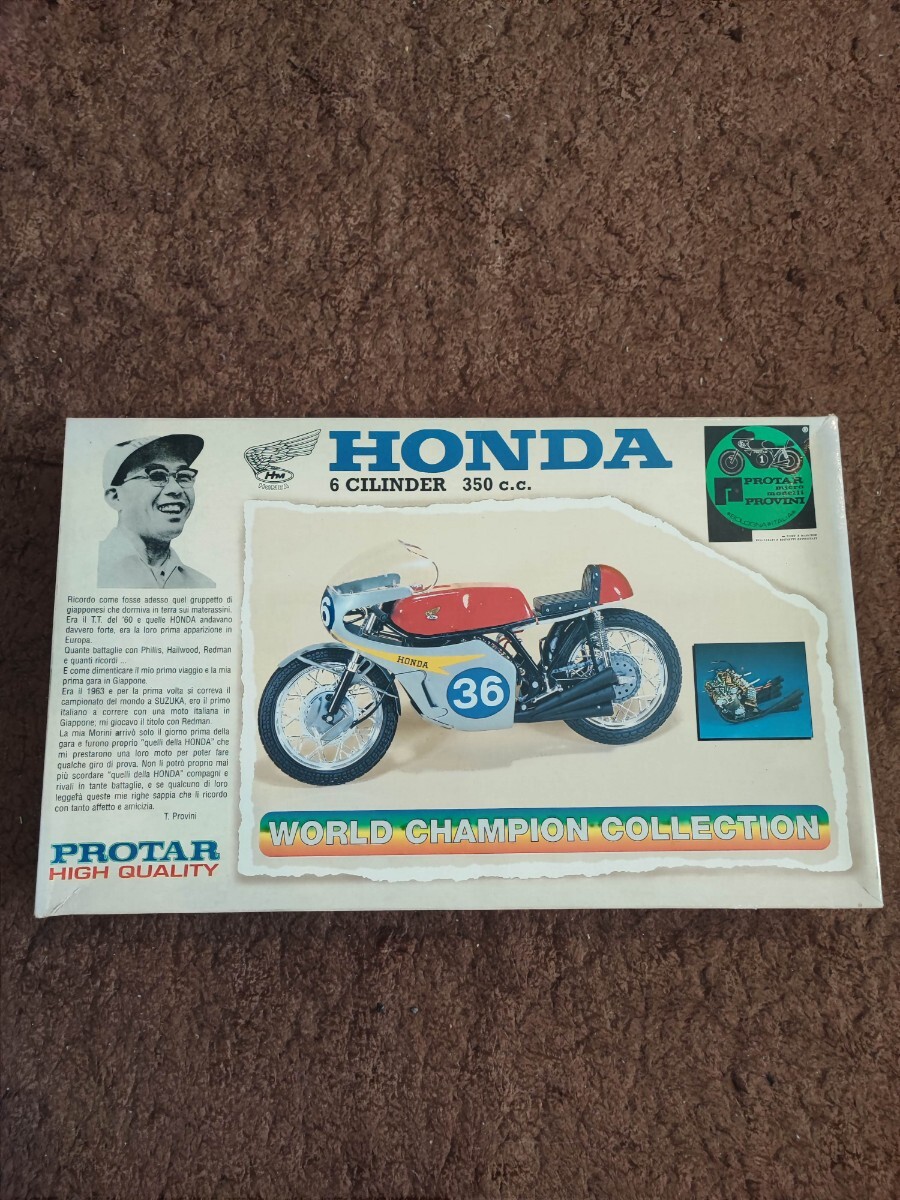 HONDA
6 CILINDER 350 c.c.
HM
PROTAR
micro
modelli
PROVINI
1
Ricordo come fosse adesso quel gruppetto di
giapponesi che dormiva in terra sui materassini.
Era il T.T. del '60 e quelle HONDA andavano
davvero forte, era la loro prima apparizione in
Europa.
Quante battaglie con Phillis, Hailwood, Redman
e quanti ricordi ...
E come dimenticare il mio primo viaggio e la mia
prima gara in Giappone.
Era il 1963 e per la prima volta si correva il
campionato del mondo a SUZUKA, ero il primo
italiano a correre con una moto italiana in
Giappone; mi giocavo il titolo con Redman.
La mia Morini arrivò solo il giorno prima della
gara e furono proprio "quelli della HONDA" che
mi prestarono una loro moto per poter fare
qualche giro di prova. Non li potrò proprio mai
più scordare "quelli della HONDA" compagni e
rivali in tante battaglie, e se qualcuno di loro
leggefà queste mie righe sappia che li ricordo
con tanto affetto e amicizia.
T. Provini
6
HONDA
36
PROTAR
HIGH QUALITY
WORLD CHAMPION COLLECTION